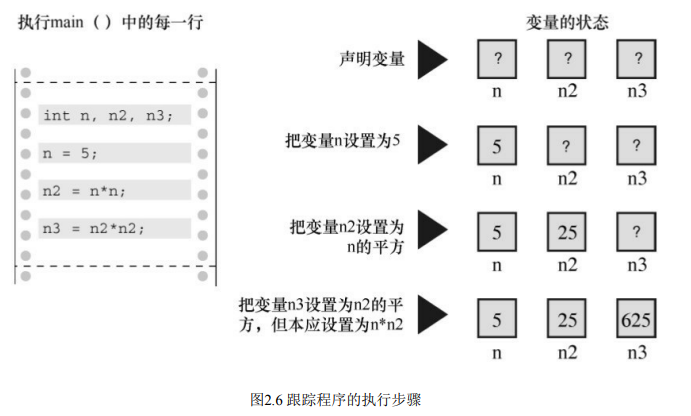 执行main（）中的每一行
变量的状态
int n, n2, n3;
n = 5;
n2 = n*n;
n3 = n2*n2;
声明变量
? ? ?
n n2 n3
把变量n设置为5
5 ? ?
n n2 n3
把变量n2设置为
n的平方
5 25 ?
n n2 n3
把变量n3设置为n2的平
方，但本应设置为n*n2
5 25 625
n n2 n3
图2.6 跟踪程序的执行步骤